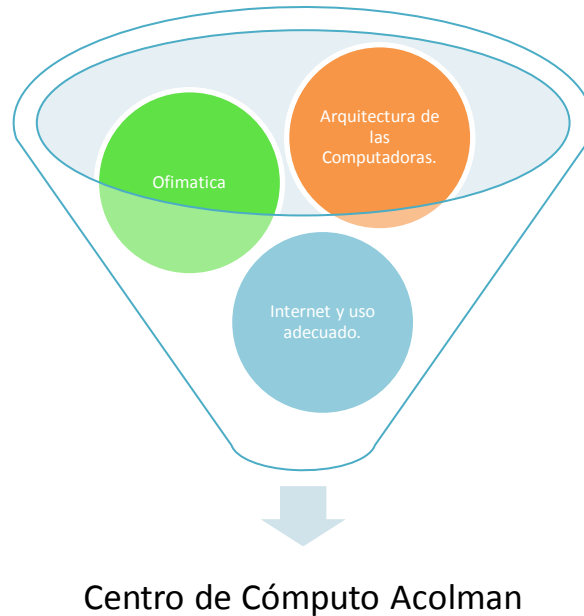 Arquitectura de
las
Computadoras.
Ofimatica
Internet y uso
adecuado.
Centro de Cómputo Acolman